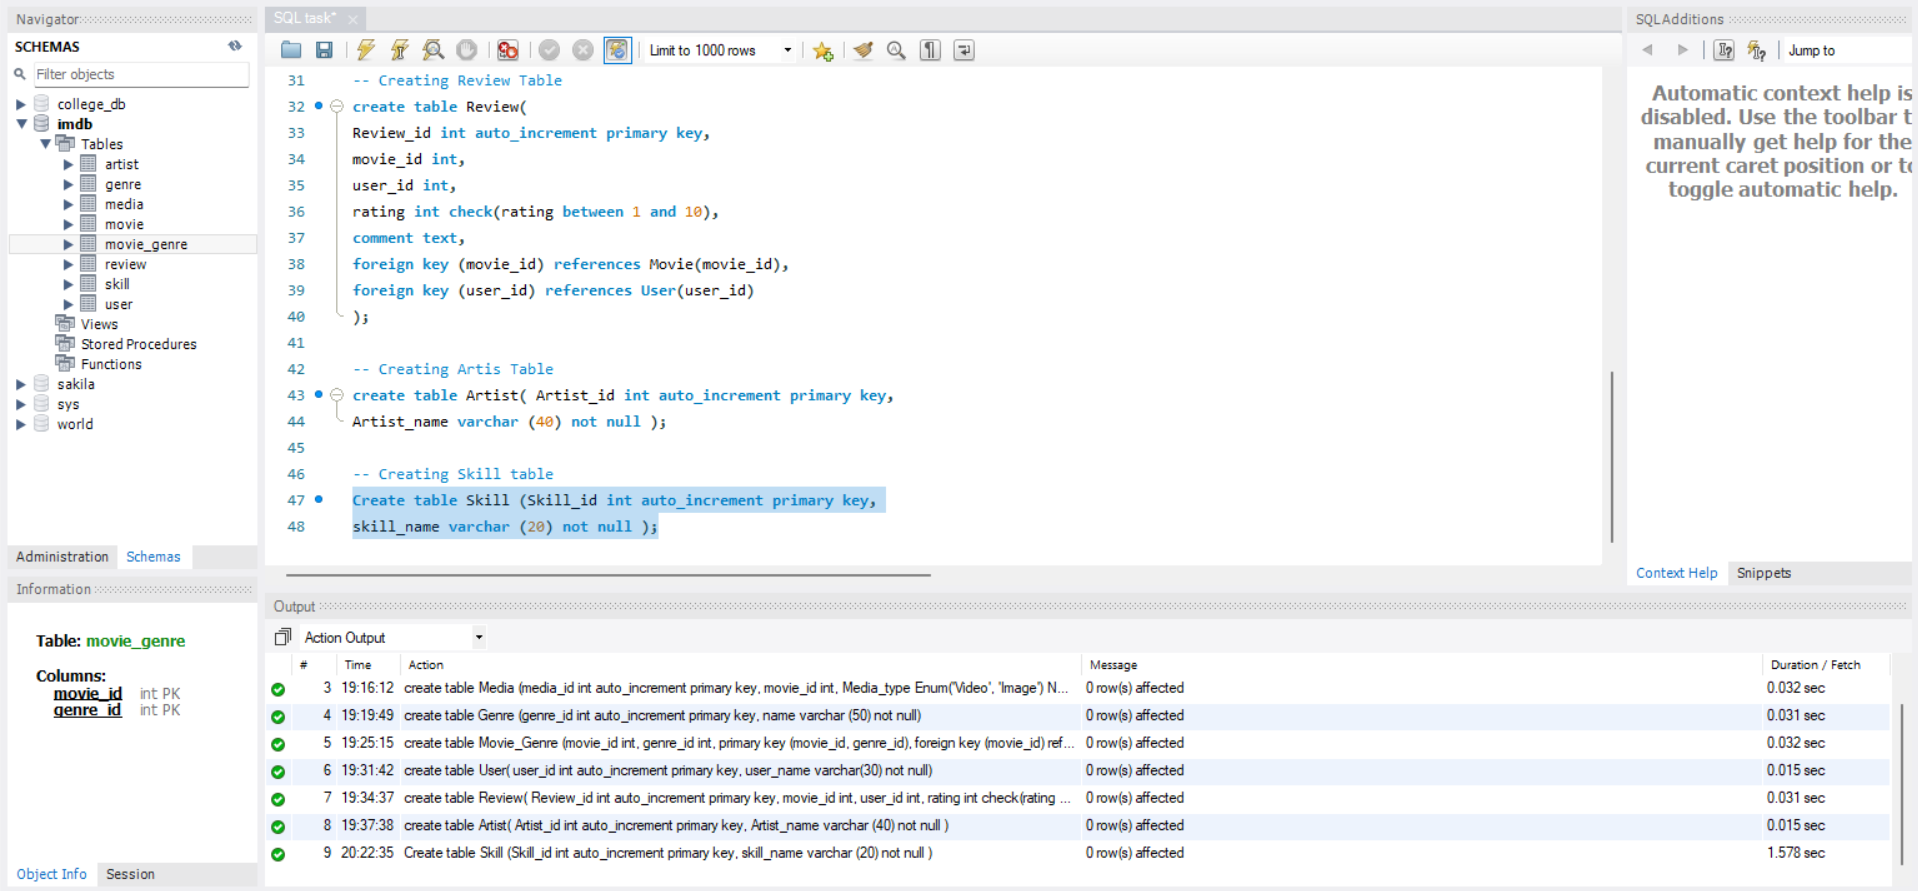 Navigator
SCHEMAS
Filter objects
college_db
imdb
Tables
artist
genre
media
movie
movie_genre
review
skill
user
Views
Stored Procedures
Functions
sakila
sys
world
Administration
Schemas
Information
Table: movie_genre
Columns:
movie_id int PK
genre_id int PK
Object Info
Session
SQL task*
Limit to 1000 rows
31 -- Creating Review Table
32 create table Review(
33 Review_id int auto_increment primary key,
34 movie_id int,
35 user_id int,
36 rating int check(rating between 1 and 10),
37 comment text,
38 foreign key (movie_id) references Movie(movie_id),
39 foreign key (user_id) references User(user_id)
40 );
41
42 -- Creating Artis Table
43 create table Artist( Artist_id int auto_increment primary key,
44 Artist_name varchar (40) not null );
45
46 -- Creating Skill table
47 Create table Skill (Skill_id int auto_increment primary key,
48 skill_name varchar (20) not null );
SQLAdditions
Jump to
Automatic context help is
disabled. Use the toolbar t
manually get help for the
current caret position or to
toggle automatic help.
Context Help
Snippets
Output
Action Output
# Time Action Message Duration / Fetch
3 19:16:12 create table Media (media_id int auto_increment primary key, movie_id int, Media_type Enum('Video', 'Image') N... 0 row(s) affected 0.032 sec
4 19:19:49 create table Genre (genre_id int auto_increment primary key, name varchar (50) not null) 0 row(s) affected 0.031 sec
5 19:25:15 create table Movie_Genre (movie_id int, genre_id int, primary key (movie_id, genre_id), foreign key (movie_id) ref... 0 row(s) affected 0.032 sec
6 19:31:42 create table User( user_id int auto_increment primary key, user_name varchar(30) not null) 0 row(s) affected 0.015 sec
7 19:34:37 create table Review( Review_id int auto_increment primary key, movie_id int, user_id int, rating int check(rating ... 0 row(s) affected 0.031 sec
8 19:37:38 create table Artist( Artist_id int auto_increment primary key, Artist_name varchar (40) not null ) 0 row(s) affected 0.015 sec
9 20:22:35 Create table Skill (Skill_id int auto_increment primary key, skill_name varchar (20) not null ) 0 row(s) affected 1.578 sec